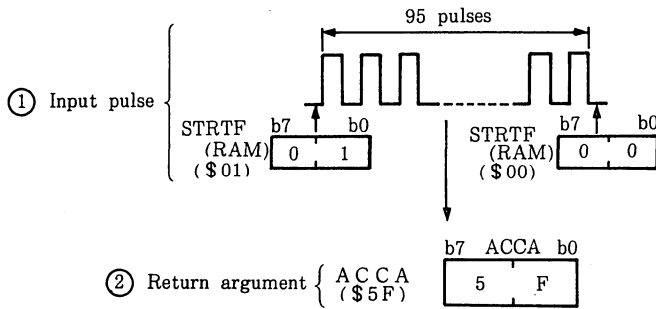 95 pulses
① Input pulse
STRTF
(RAM)
($01)
b7 b0
0 1
STRTF
(RAM)
($00)
b7 b0
0 0
② Return argument
ACCA
($5F)
b7 ACCA b0
5 F